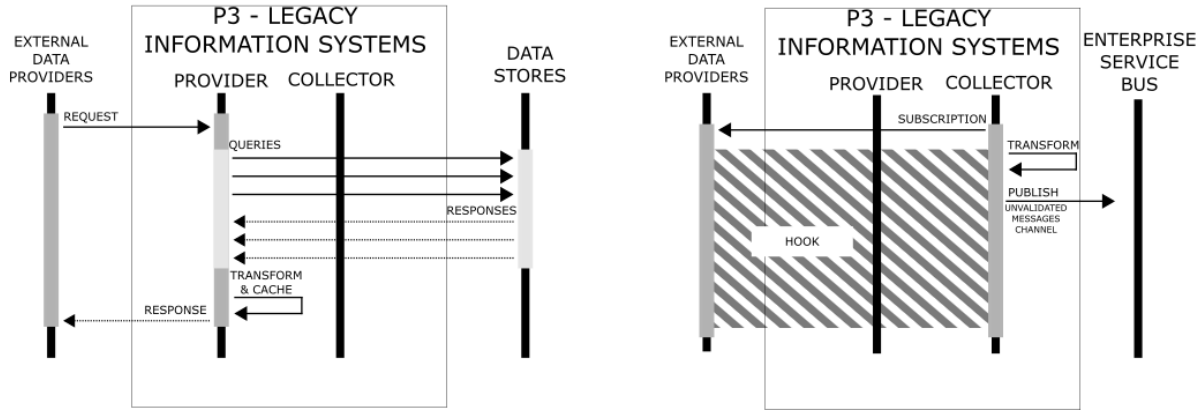 P3 - LEGACY
INFORMATION SYSTEMS
EXTERNAL
DATA
PROVIDERS
PROVIDER
COLLECTOR
DATA
STORES
REQUEST
QUERIES
RESPONSES
TRANSFORM
& CACHE
RESPONSE
P3 - LEGACY
INFORMATION SYSTEMS
EXTERNAL
DATA
PROVIDERS
PROVIDER
COLLECTOR
ENTERPRISE
SERVICE
BUS
SUBSCRIPTION
TRANSFORM
PUBLISH
UNVALIDATED
MESSAGES
CHANNEL
HOOK